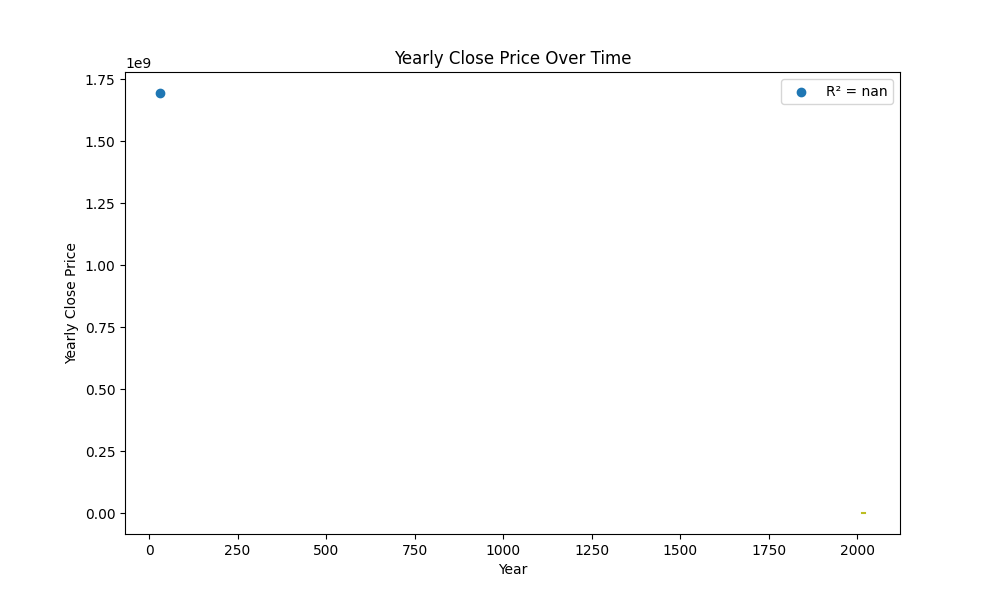 Yearly Close Price Over Time
1e9
R² = nan
1.75
1.50
1.25
1.00
0.75
0.50
0.25
0.00
Yearly Close Price
0 250 500 750 1000 1250 1500 1750 2000
Year